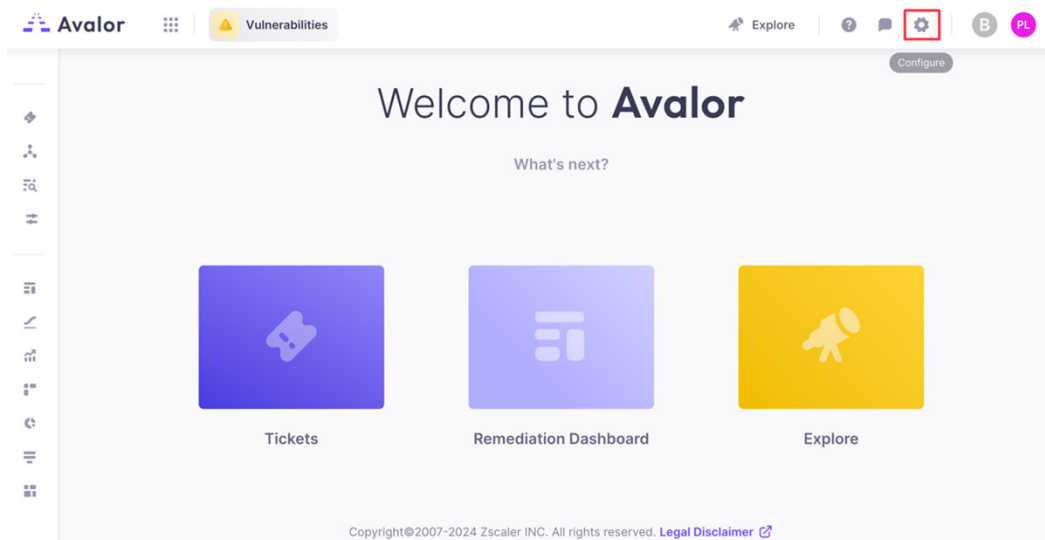 Avalor Vulnerabilities Explore B PL
Configure
Welcome to Avalor
What's next?
Tickets Remediation Dashboard Explore
Copyright©2007-2024 Zscaler INC. All rights reserved. Legal Disclaimer